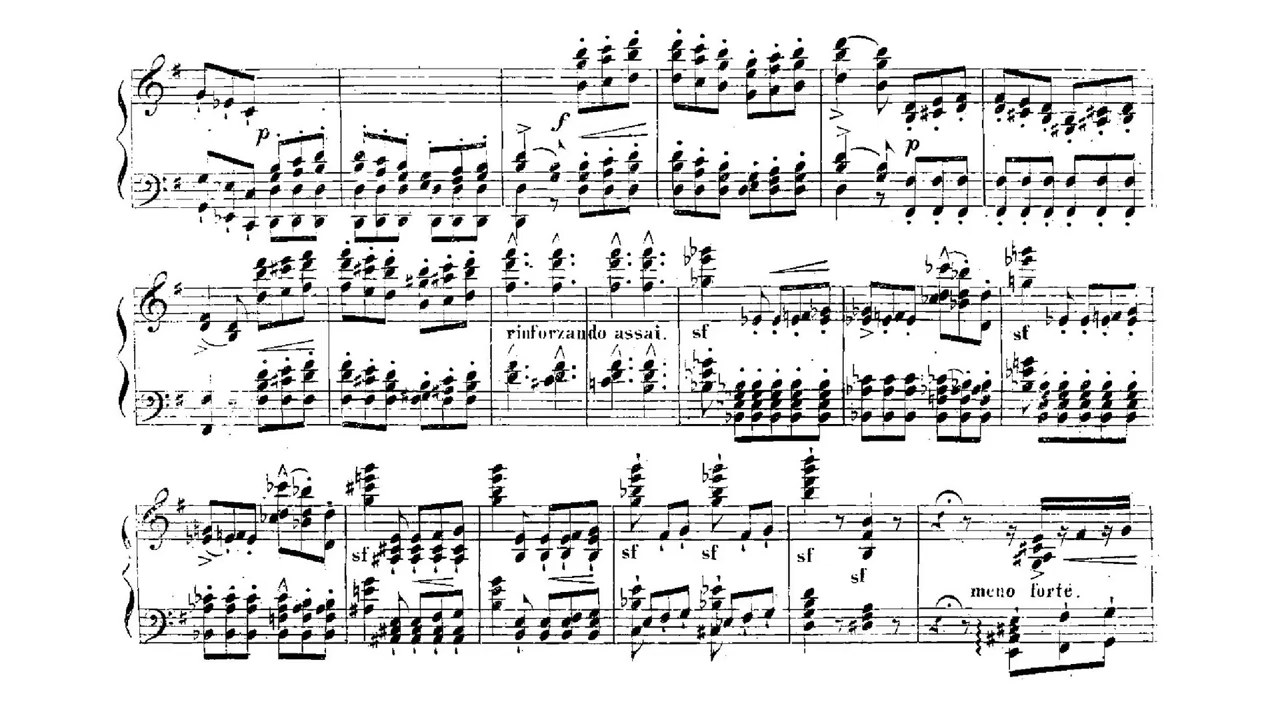 p f p
rinforzando assai. sf sf
sf sf sf sf
sf
meno forte.